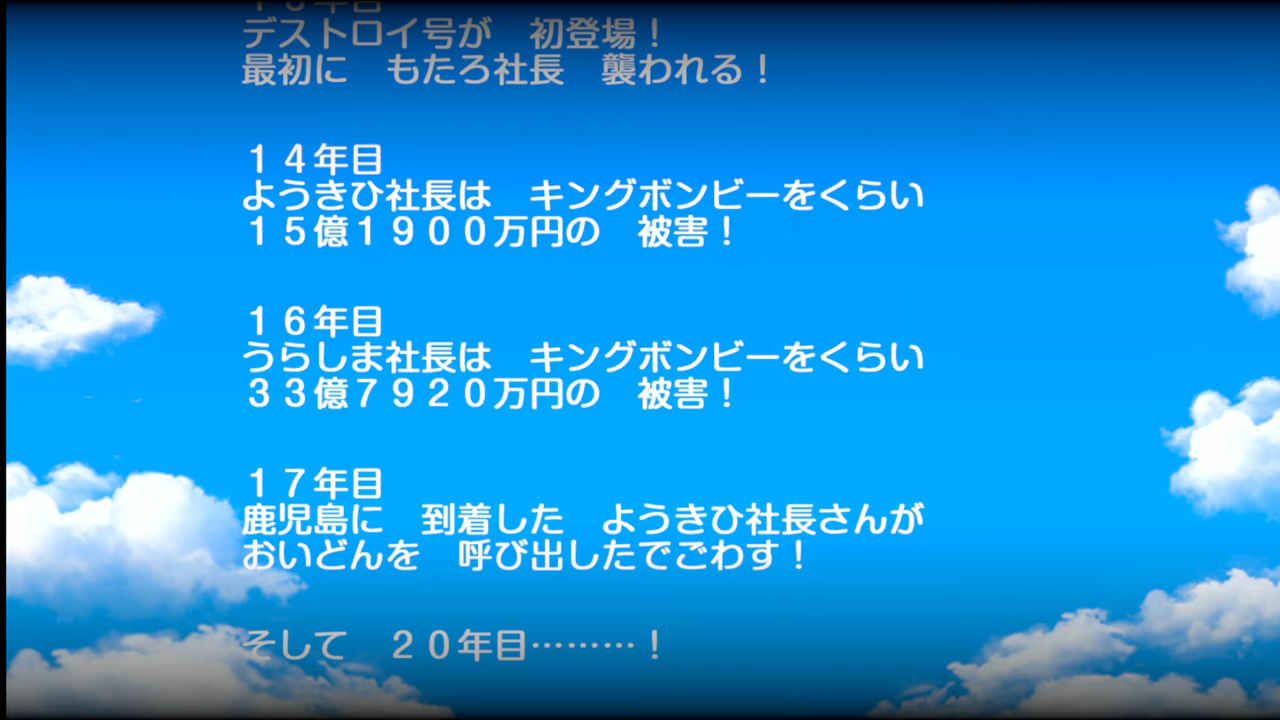 デストロイ号が　初登場！
最初に　もたろ社長　襲われる！
１４年目
ようきひ社長は　キングボンビーをくらい
１５億１９００万円の　被害！
１６年目
うらしま社長は　キングボンビーをくらい
３３億７９２０万円の　被害！
１７年目
鹿児島に　到着した　ようきひ社長さんが
おいどんを　呼び出したでごわす！
そして　２０年目………！